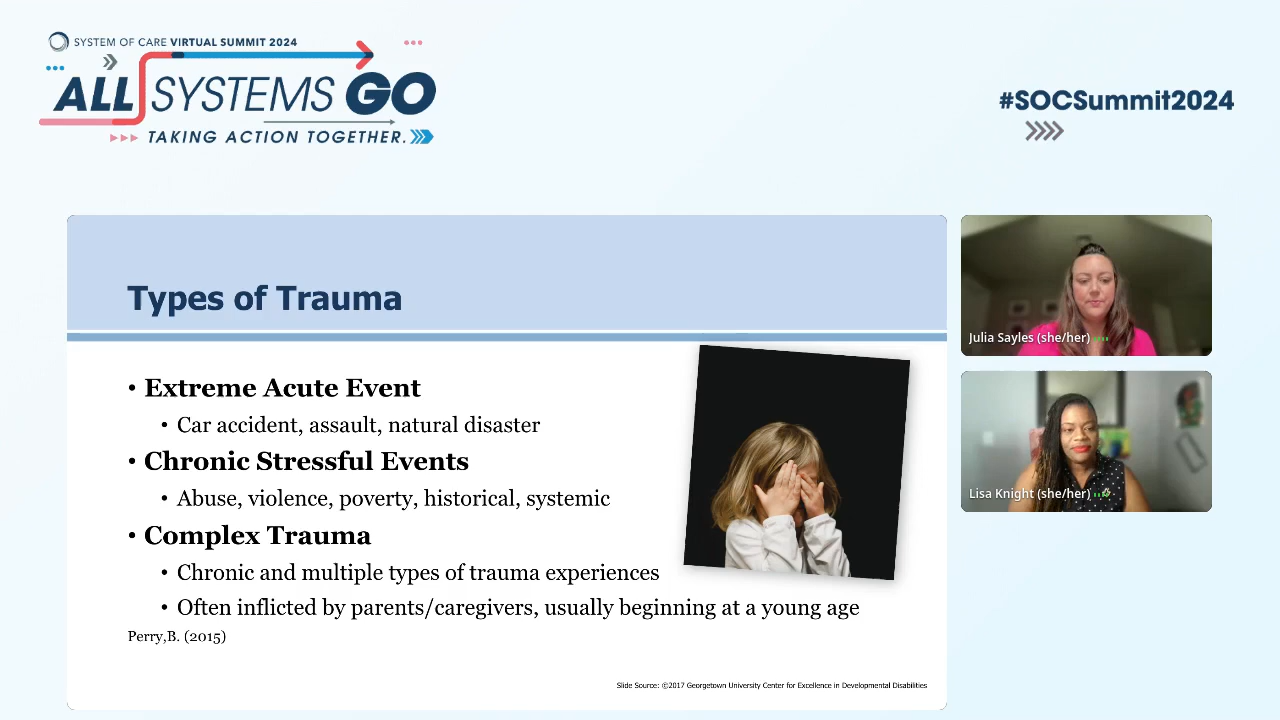 SYSTEM OF CARE VIRTUAL SUMMIT 2024
ALL SYSTEMS GO
TAKING ACTION TOGETHER.
#SOCSummit2024
Types of Trauma
• Extreme Acute Event
• Car accident, assault, natural disaster
• Chronic Stressful Events
• Abuse, violence, poverty, historical, systemic
• Complex Trauma
• Chronic and multiple types of trauma experiences
• Often inflicted by parents/caregivers, usually beginning at a young age
Perry,B. (2015)
Slide Source: ©2017 Georgetown University Center for Excellence in Developmental Disabilities
Julia Sayles (she/her)
Lisa Knight (she/her)